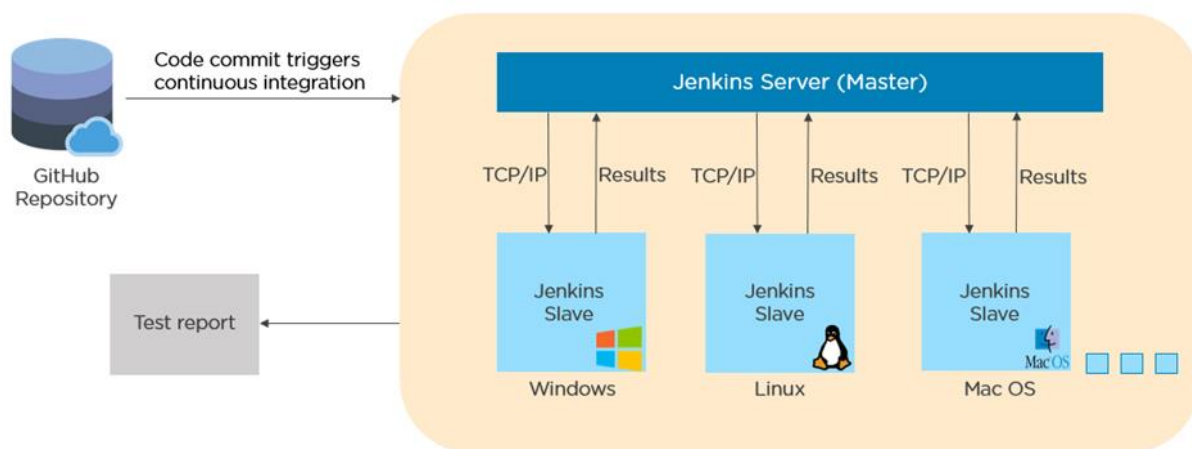 Code commit triggers
continuous integration
GitHub
Repository
Jenkins Server (Master)
TCP/IP
Results
TCP/IP
Results
TCP/IP
Results
Test report
Jenkins
Slave
Windows
Jenkins
Slave
Linux
Jenkins
Slave
Mac OS
Mac OS